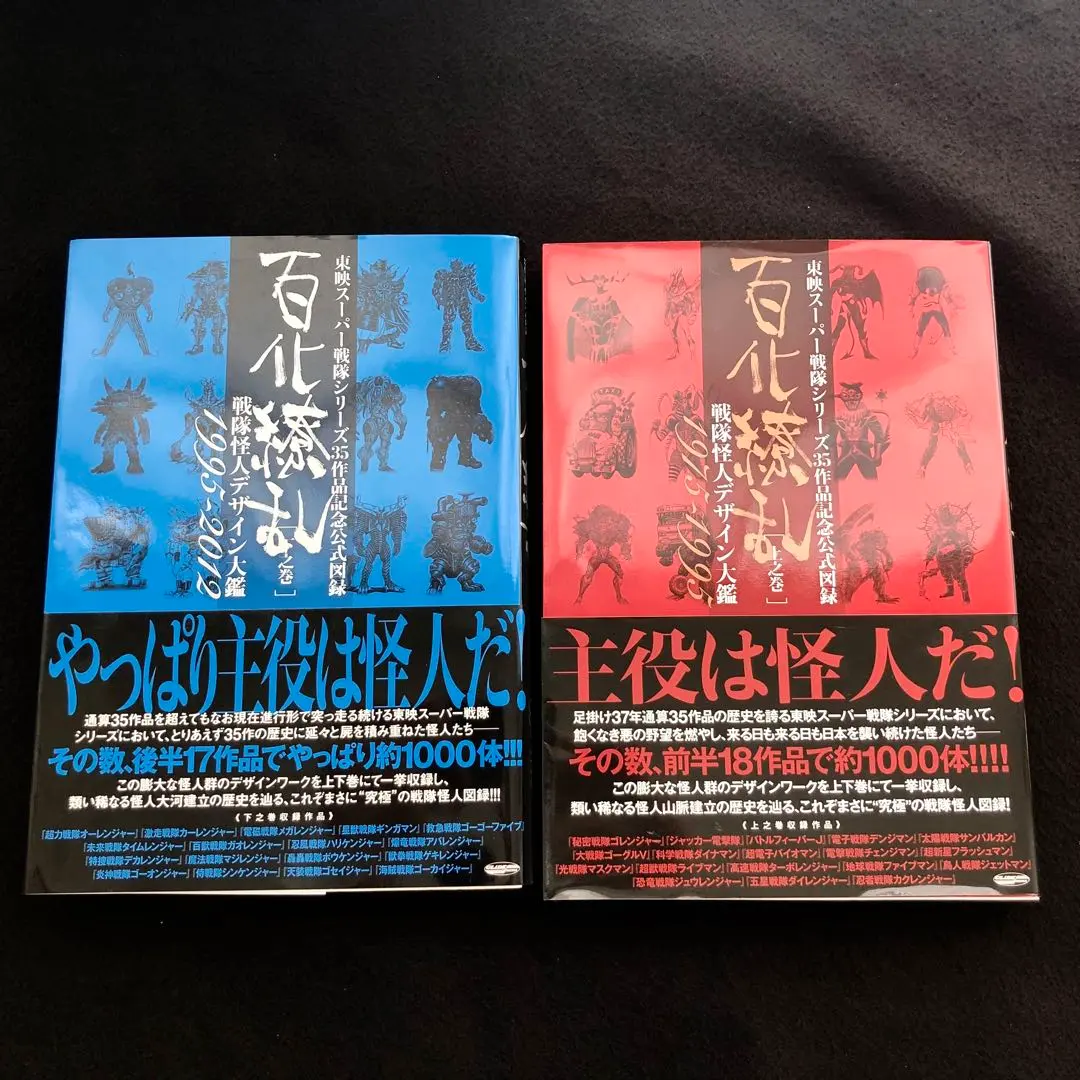 東映スーパー戦隊シリーズ35作品記念公式図録
百化繚乱
[下之巻]
戦隊怪人デザイン大鑑
1995-2012
やっぱり主役は怪人だ!
通算35作品を超えてもなお現在進行形で突っ走る続ける東映スーパー戦隊
シリーズにおいて、とりあえず35作の歴史に延々と屍を積み重ねた怪人たち──
その数、後半17作品でやっぱり約1000体!!!
この膨大な怪人群のデザインワークを上下巻にて一挙収録し、
類い稀なる怪人大河建立の歴史を辿る、これぞまさに“究極”の戦隊怪人図録!!!
《下之巻収録作品》
「超力戦隊オーレンジャー」「激走戦隊カーレンジャー」「電磁戦隊メガレンジャー」「星獣戦隊ギンガマン」「救急戦隊ゴーゴーファイブ」
「未来戦隊タイムレンジャー」「百獣戦隊ガオレンジャー」「忍風戦隊ハリケンジャー」「爆竜戦隊アバレンジャー」
「特捜戦隊デカレンジャー」「魔法戦隊マジレンジャー」「轟轟戦隊ボウケンジャー」「獣拳戦隊ゲキレンジャー」
「炎神戦隊ゴーオンジャー」「侍戦隊シンケンジャー」「天装戦隊ゴセイジャー」「海賊戦隊ゴーカイジャー」
東映スーパー戦隊シリーズ35作品記念公式図録
百化繚乱
[上之巻]
戦隊怪人デザイン大鑑
1975-1995
主役は怪人だ!
足掛け37年通算35作品の歴史を誇る東映スーパー戦隊シリーズにおいて、
飽くなき悪の野望を燃やし、来る日も来る日も日本を襲い続けた怪人たち──
その数、前半18作品で約1000体!!!!
この膨大な怪人群のデザインワークを上下巻にて一挙収録し、
類い稀なる怪人山脈建立の歴史を辿る、これぞまさに“究極”の戦隊怪人図録!
《上之巻収録作品》
「秘密戦隊ゴレンジャー」「ジャッカー電撃隊」「バトルフィーバーJ」「電子戦隊デンジマン」「太陽戦隊サンバルカン」
「大戦隊ゴーグルV」「科学戦隊ダイナマン」「超電子バイオマン」「電撃戦隊チェンジマン」「超新星フラッシュマン」
「光戦隊マスクマン」「超獣戦隊ライブマン」「高速戦隊ターボレンジャー」「地球戦隊ファイブマン」「鳥人戦隊ジェットマン」
「恐竜戦隊ジュウレンジャー」「五星戦隊ダイレンジャー」「忍者戦隊カクレンジャー」